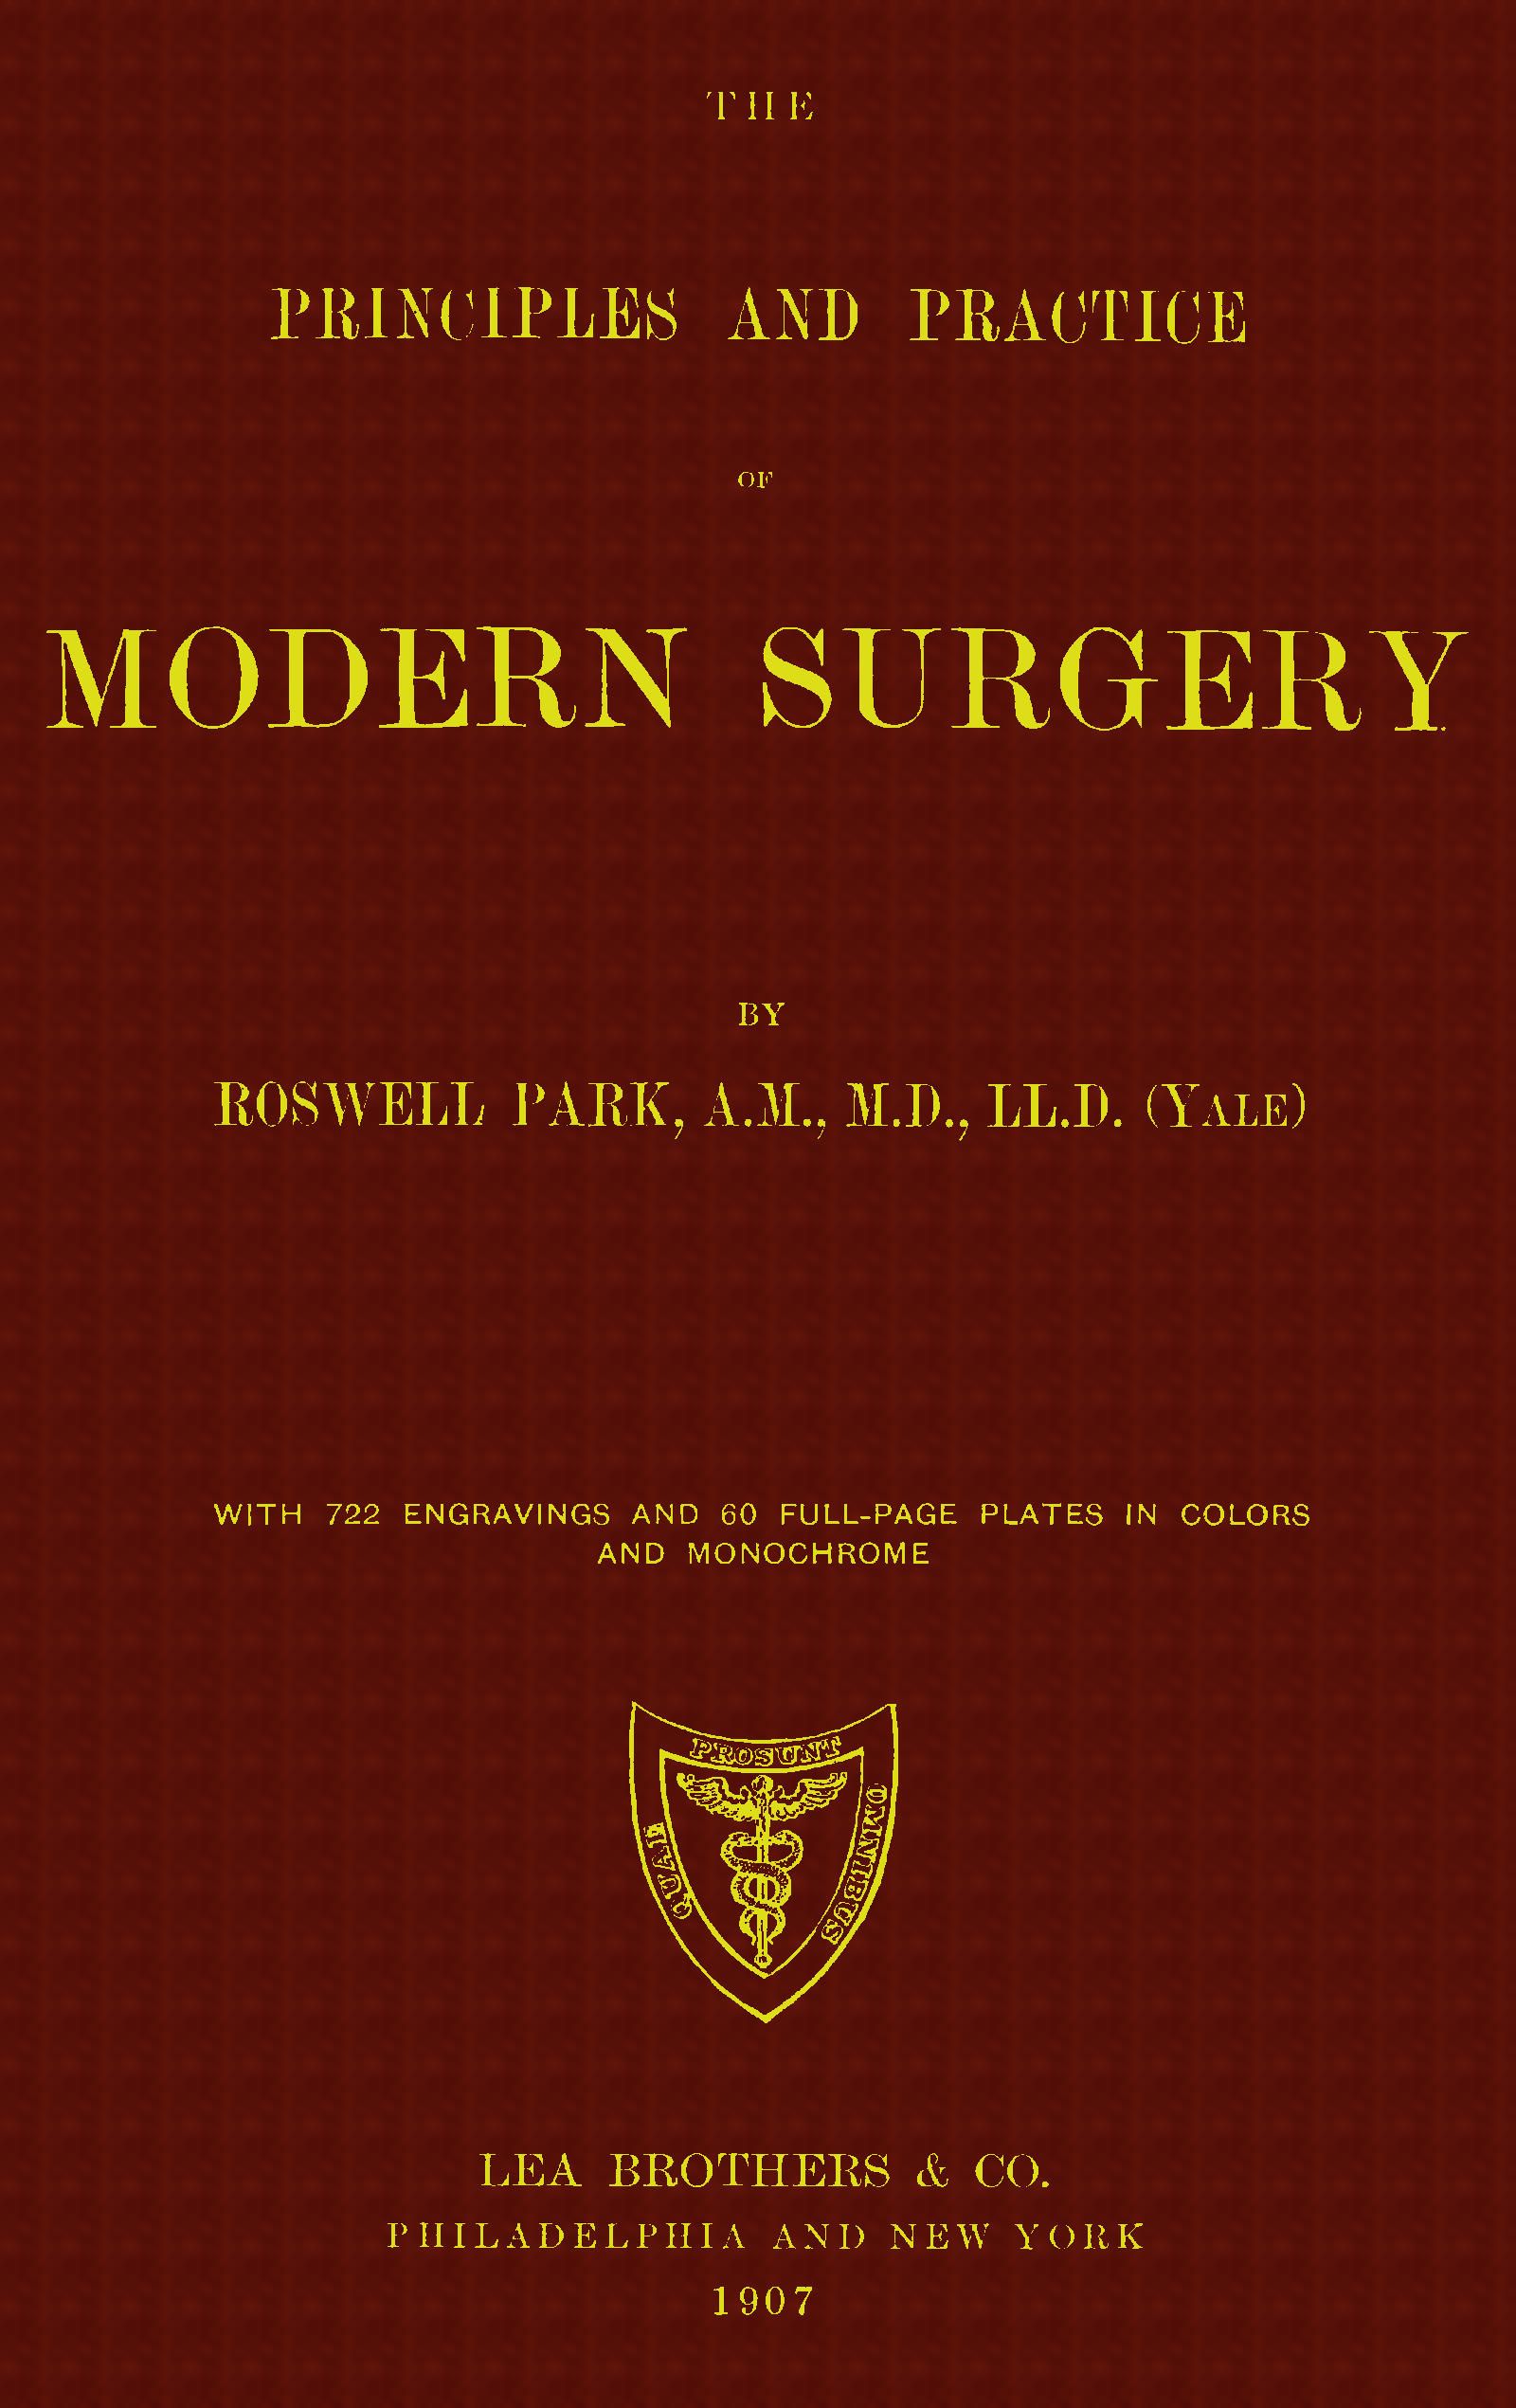 THE
PRINCIPLES AND PRACTICE
OF
MODERN SURGERY
BY
ROSWELL PARK, A.M., M.D., LL.D. (YALE)
WITH 722 ENGRAVINGS AND 60 FULL-PAGE PLATES IN COLORS
AND MONOCHROME
QUAE
PROSUNT
OMNIBUS
LEA BROTHERS & CO.
PHILADELPHIA AND NEW YORK
1907